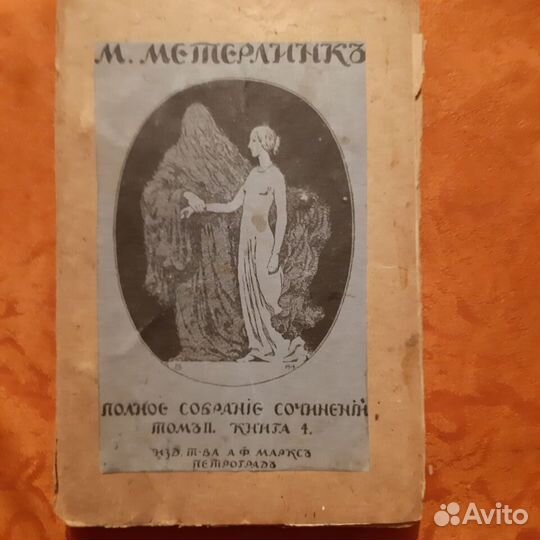 М. МЕТЕРЛИНКЪ
ПОЛНОЕ СОБРАНІЕ СОЧИНЕНІЙ
ТОМЪ II. КНИГА 4.
ИЗД. Т-ВА А. Ф. МАРКСЪ
ПЕТРОГРАДЪ
Avito